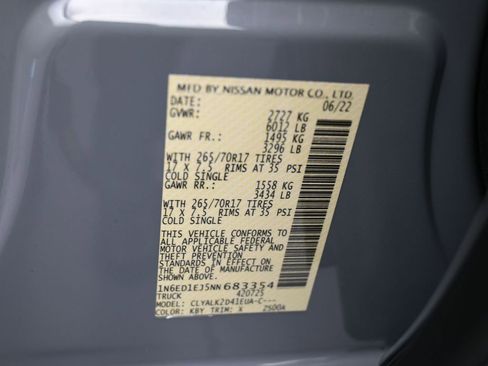 MFD BY NISSAN MOTOR CO., LTD.
DATE: 06/22
GVWR: 2727 KG
6012 LB
GAWR FR.: 1495 KG
3296 LB
WITH 265/70R17 TIRES
17 X 7.5 RIMS AT 35 PSI
COLD SINGLE
GAWR RR.: 1558 KG
3434 LB
WITH 265/70R17 TIRES
17 X 7.5 RIMS AT 35 PSI
COLD SINGLE
THIS VEHICLE CONFORMS TO
ALL APPLICABLE FEDERAL
MOTOR VEHICLE SAFETY AND
THEFT PREVENTION
STANDARDS IN EFFECT ON
THE DATE OF MANUFACTURE
SHOWN ABOVE.
1N6ED1EJ5NN683354
TRUCK 420725
MODEL: CLYALK2D41EUA-C---
COLOR: KBY TRIM: X 2500A